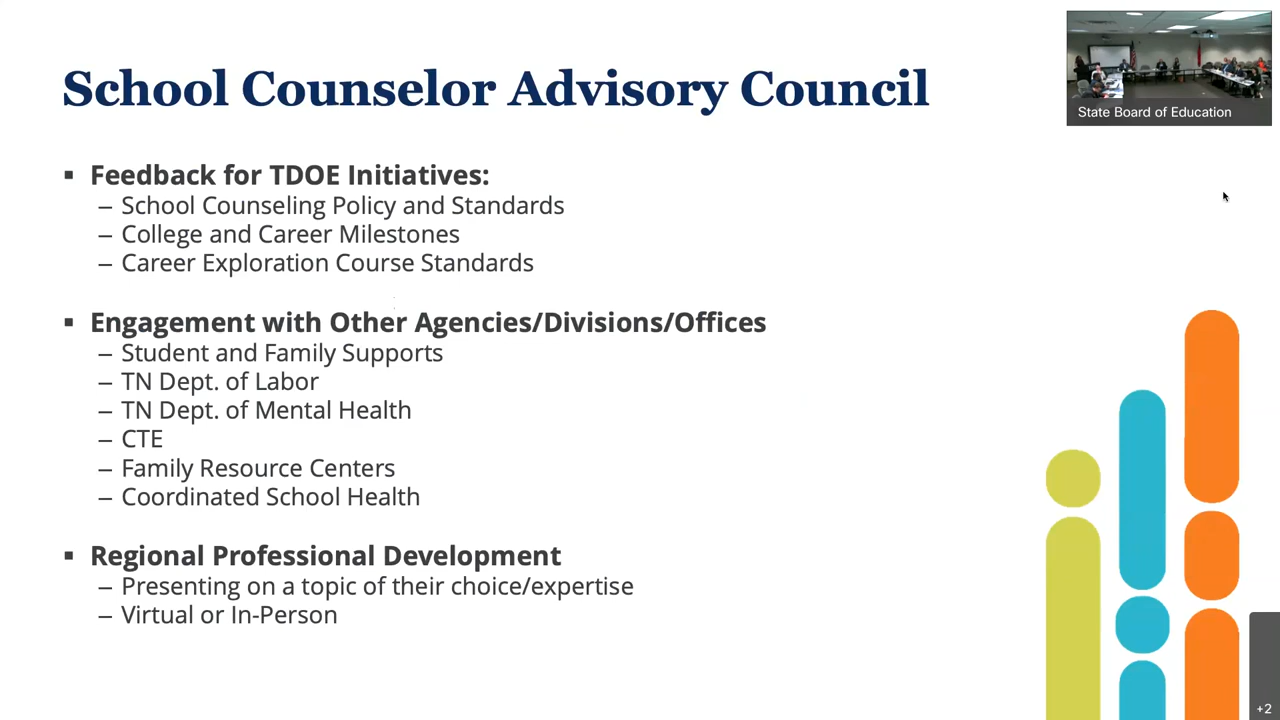 School Counselor Advisory Council
State Board of Education
▪ Feedback for TDOE Initiatives:
– School Counseling Policy and Standards
– College and Career Milestones
– Career Exploration Course Standards
▪ Engagement with Other Agencies/Divisions/Offices
– Student and Family Supports
– TN Dept. of Labor
– TN Dept. of Mental Health
– CTE
– Family Resource Centers
– Coordinated School Health
▪ Regional Professional Development
– Presenting on a topic of their choice/expertise
– Virtual or In-Person
+2